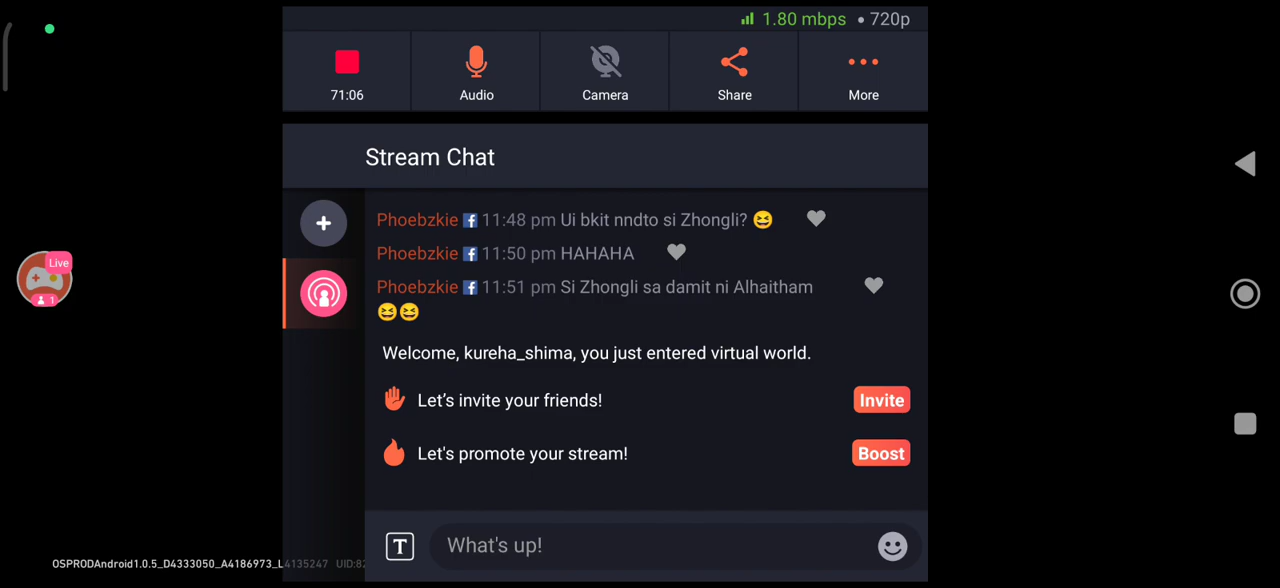 1.80 mbps • 720p
71:06 Audio Camera Share More
Stream Chat
Phoebzkie 11:48 pm Ui bkit nndto si Zhongli? 😆
Phoebzkie 11:50 pm HAHAHA
Phoebzkie 11:51 pm Si Zhongli sa damit ni Alhaitham
😆😆
Live
1
Welcome, kureha_shima, you just entered virtual world.
Let's invite your friends! Invite
Let's promote your stream! Boost
T What's up!
OSPRODAndroid1.0.5_D4333050_A4186973_L4135247 UID:82